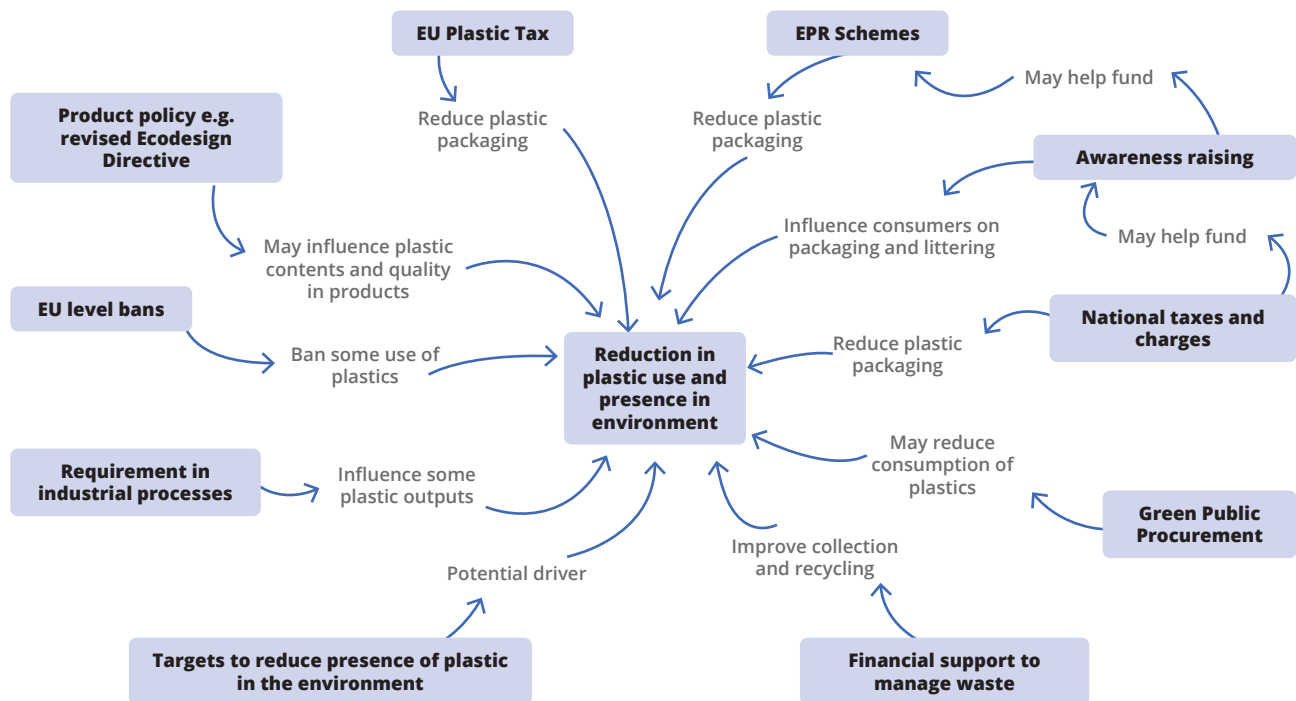 EU Plastic Tax
EPR Schemes
May help fund
Product policy e.g.
revised Ecodesign
Directive
Reduce plastic
packaging
Reduce plastic
packaging
Awareness raising
May influence plastic
contents and quality
in products
Influence consumers on
packaging and littering
May help fund
EU level bans
National taxes and
charges
Ban some use of
plastics
Reduction in
plastic use and
presence in
environment
Reduce plastic
packaging
Requirement in
industrial processes
Influence some
plastic outputs
May reduce
consumption of
plastics
Green Public
Procurement
Potential driver
Improve collection
and recycling
Targets to reduce presence of plastic
in the environment
Financial support to
manage waste